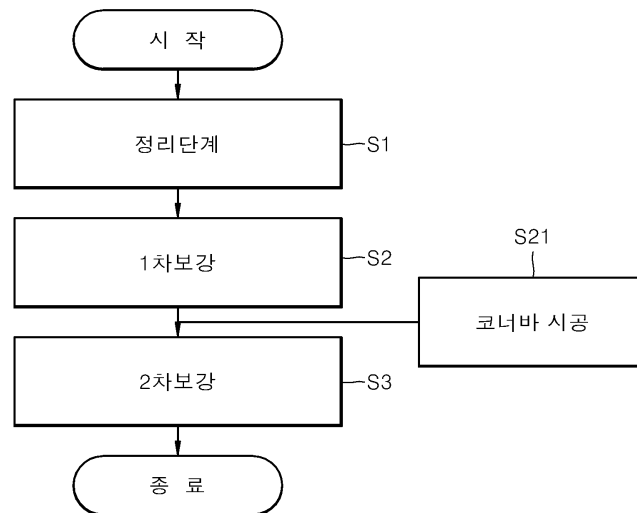 시 작
정리단계
S1
1차보강
S2
S21
코너바 시공
2차보강
S3
종 료